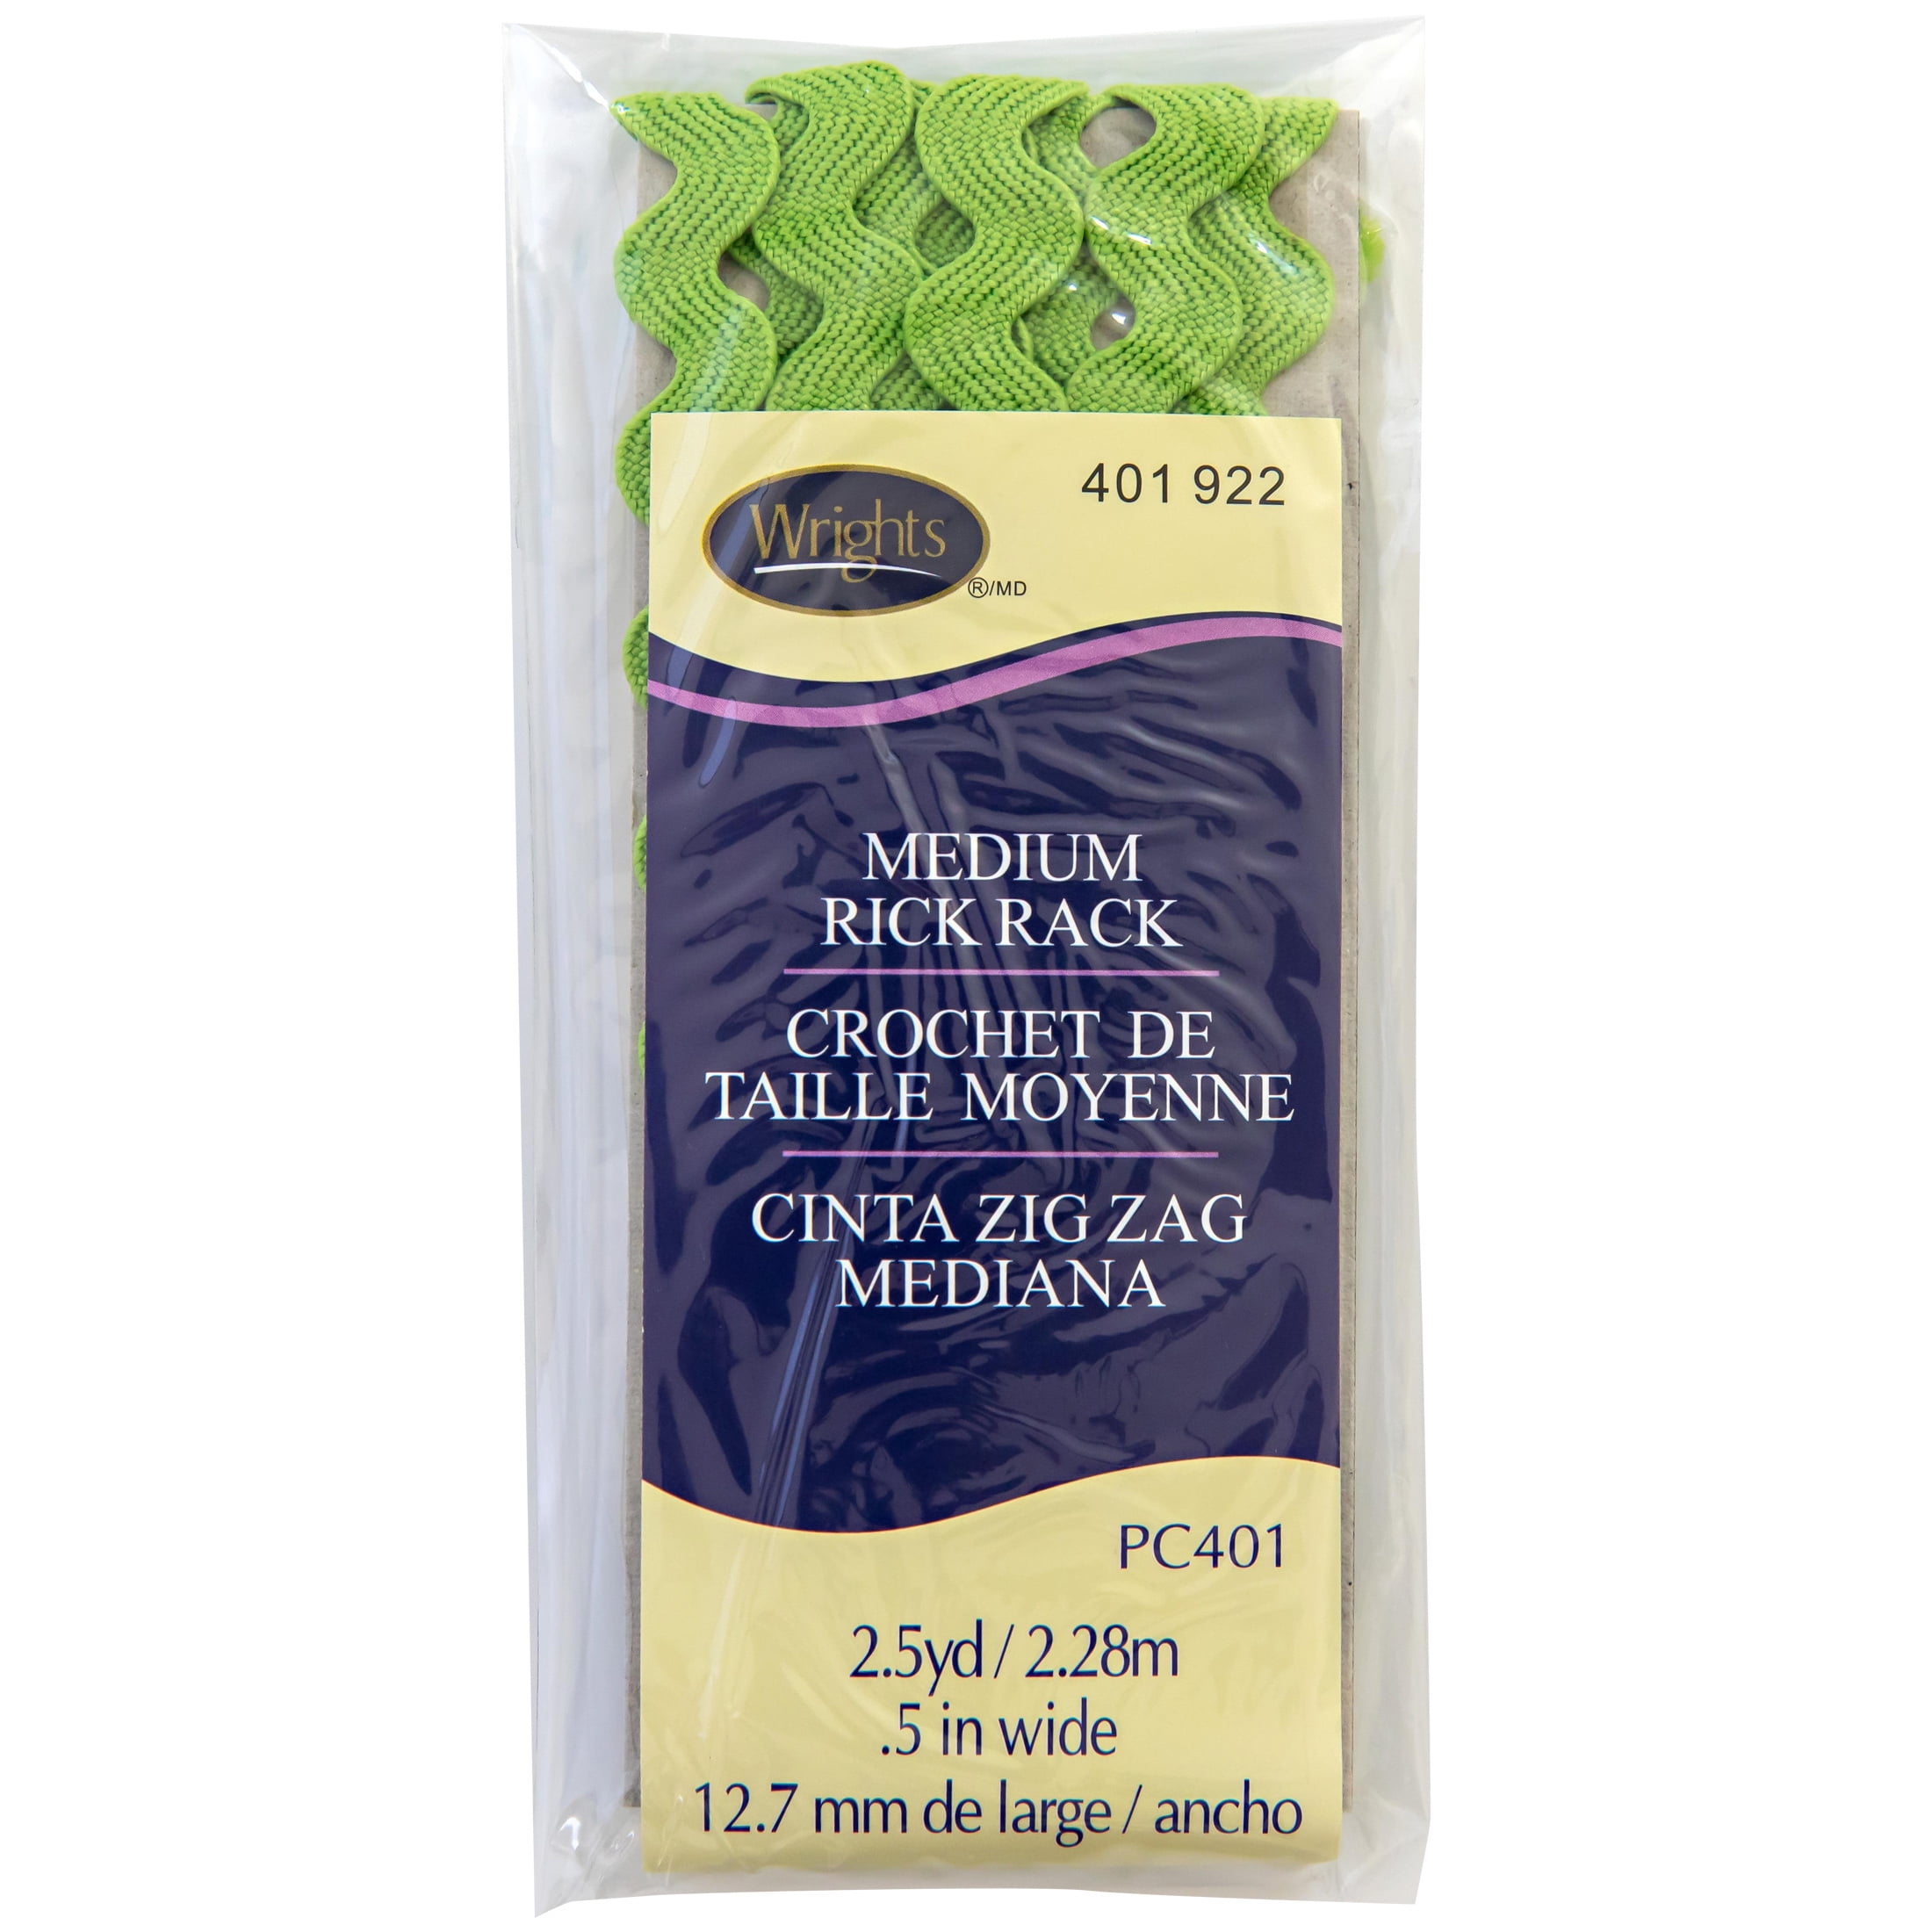 401 922
Wrights
®/MD
MEDIUM
RICK RACK
CROCHET DE
TAILLE MOYENNE
CINTA ZIG ZAG
MEDIANA
PC401
2.5yd / 2.28m
.5 in wide
12.7 mm de large / ancho